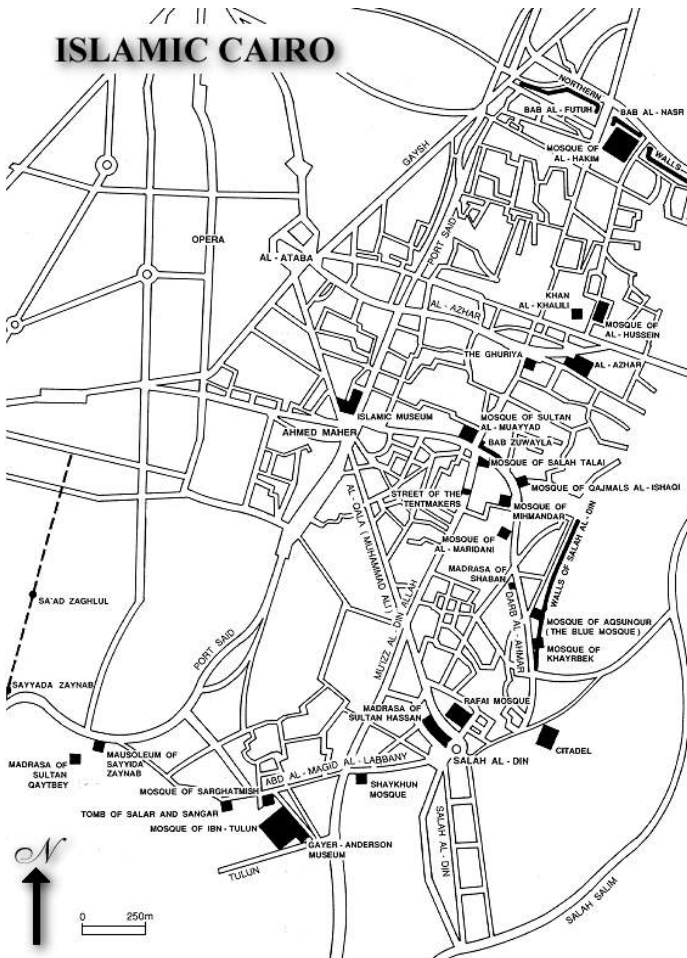 ISLAMIC CAIRO
NORTHERN
BAB AL-FUTUH
BAB AL-NASR
MOSQUE OF
AL-HAKIM
WALLS
GAYSH
PORT SAID
OPERA
AL-ATABA
KHAN
AL-KHALILI
AL-AZHAR
MOSQUE OF
AL-HUSSEIN
THE GHURIYA
AL-AZHAR
ISLAMIC MUSEUM
MOSQUE OF SULTAN
AL-MUAYYAD
AHMED MAHER
BAB ZUWAYLA
MOSQUE OF SALAH TALAI
MOSQUE OF QAJMALS AL-ISHAQI
STREET OF THE
TENTMAKERS
MOSQUE OF
MIHMANDAR
AL-QALA (MUHAMMAD ALI)
MOSQUE OF
AL-MARIDANI
WALLS OF SALAH AL-DIN
MADRASA OF
SHABAN
DARB AL-AHMAR
MU'IZZ AL-DIN ALLAH
SA'AD ZAGHLUL
MOSQUE OF AQSUNQUR
(THE BLUE MOSQUE)
MOSQUE OF
KHAYRBEK
PORT SAID
SAYYADA ZAYNAB
RAFAI MOSQUE
MADRASA OF
SULTAN HASSAN
CITADEL
MAUSOLEUM OF
SAYYIDA
ZAYNAB
MADRASA OF
SULTAN
QAYTBEY
SALAH AL-DIN
ABD AL-MAGID AL-LABBANY
MOSQUE OF SARGHATMISH
SHAYKHUN
MOSQUE
TOMB OF SALAR AND SANGAR
MOSQUE OF IBN-TULUN
GAYER-ANDERSON
MUSEUM
TULUN
SALAH AL-DIN
SALAH SALIM
N
0 250m